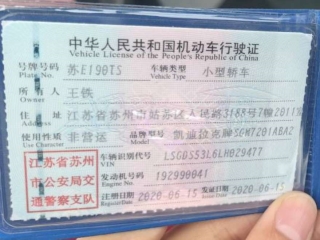 中华人民共和国机动车行驶证
Vehicle License of the People's Republic of China
号牌号码 苏E190TS 车辆类型 小型轿车
Plate No. Vehicle Type
所有人 王铁
Owner
住址 江苏省苏州市姑苏区人民路3168号7幢2011室
Address
使用性质 非营运 品牌型号 凯迪拉克牌SGM7201ABA2
Use Character Model
江苏省苏州
市公安局交
通警察支队
车辆识别代号 LSGDS53L6LH029477
VIN
发动机号码 192990041
Engine No.
注册日期 2020-06-15 发证日期 2020-06-15
Register Date Issue Date